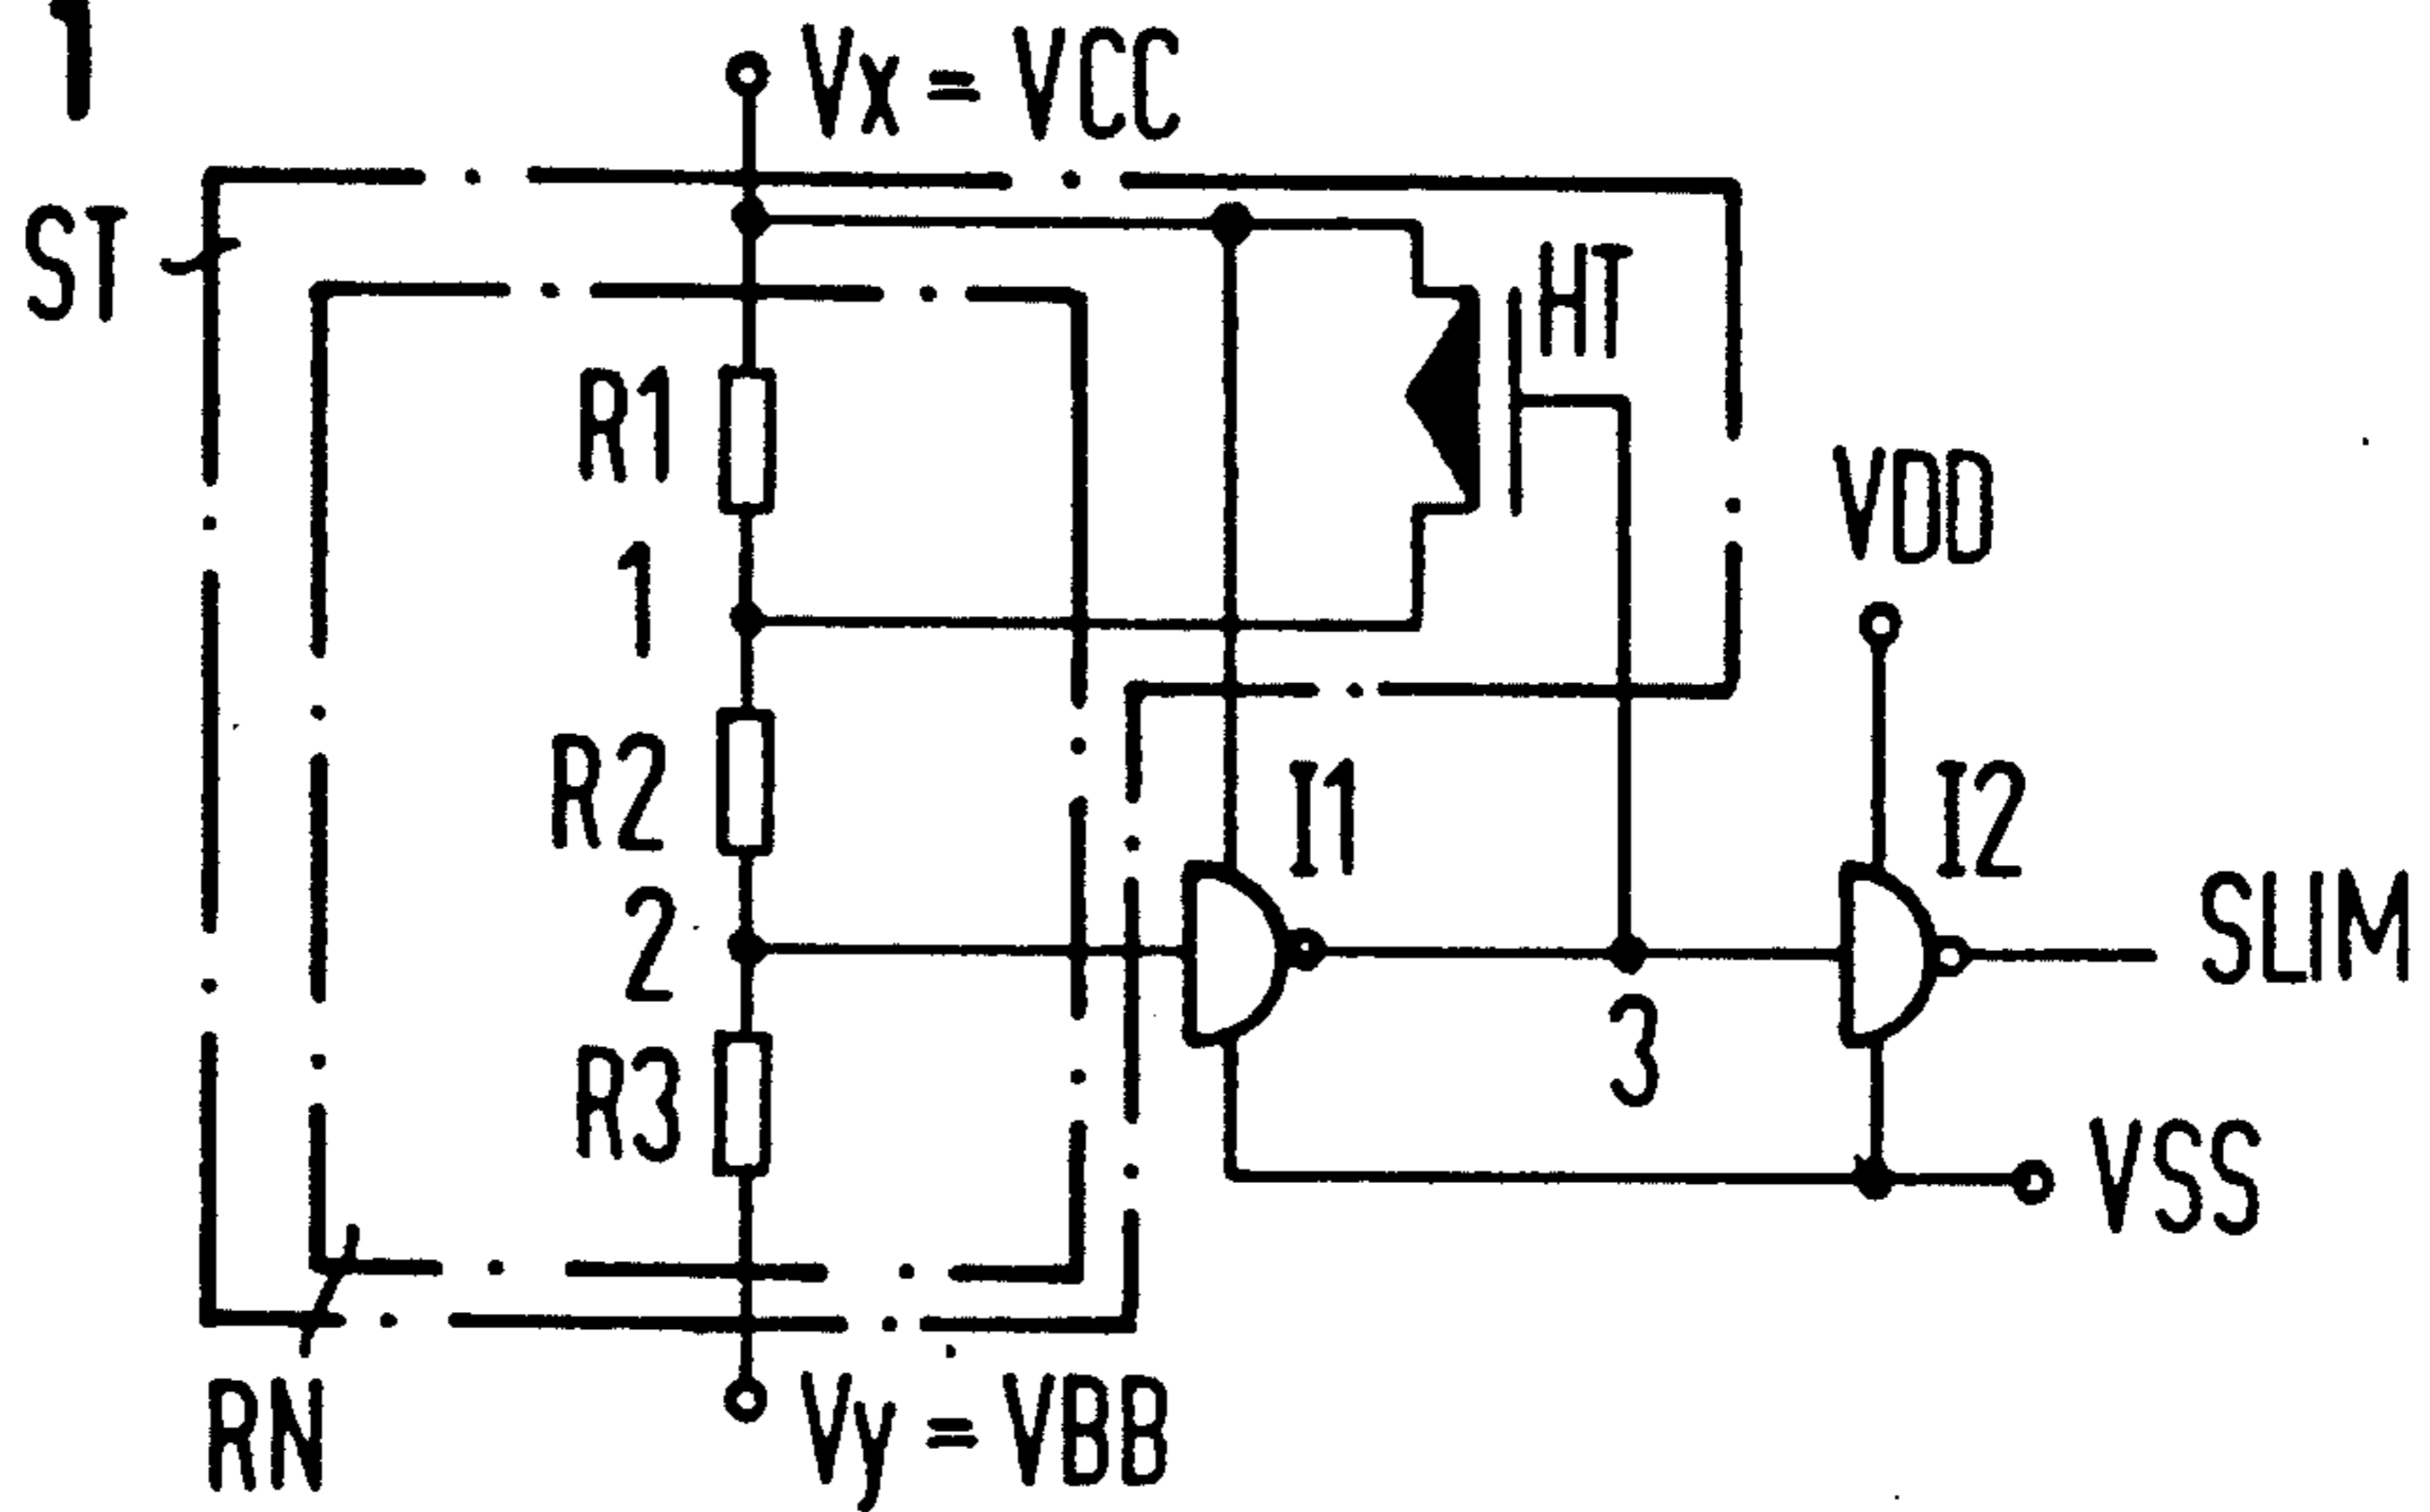 1
Vx = VCC
ST
HT
R1
VDD
1
R2
I1
I2
2
SLIM
3
R3
VSS
RN
Vy = VBB